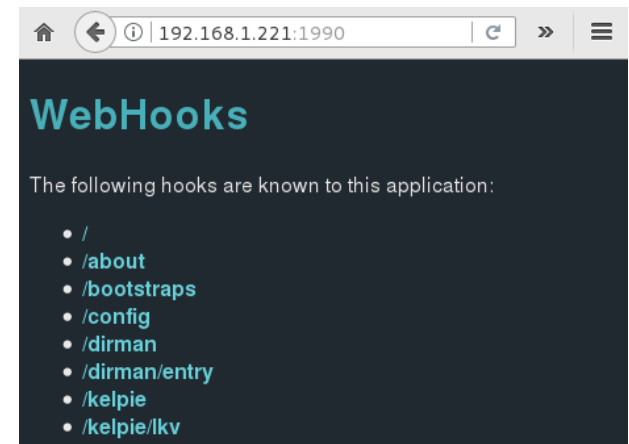 192.168.1.221:1990
WebHooks
The following hooks are known to this application:
/
/about
/bootstraps
/config
/dirman
/dirman/entry
/kelpie
/kelpie/lkv